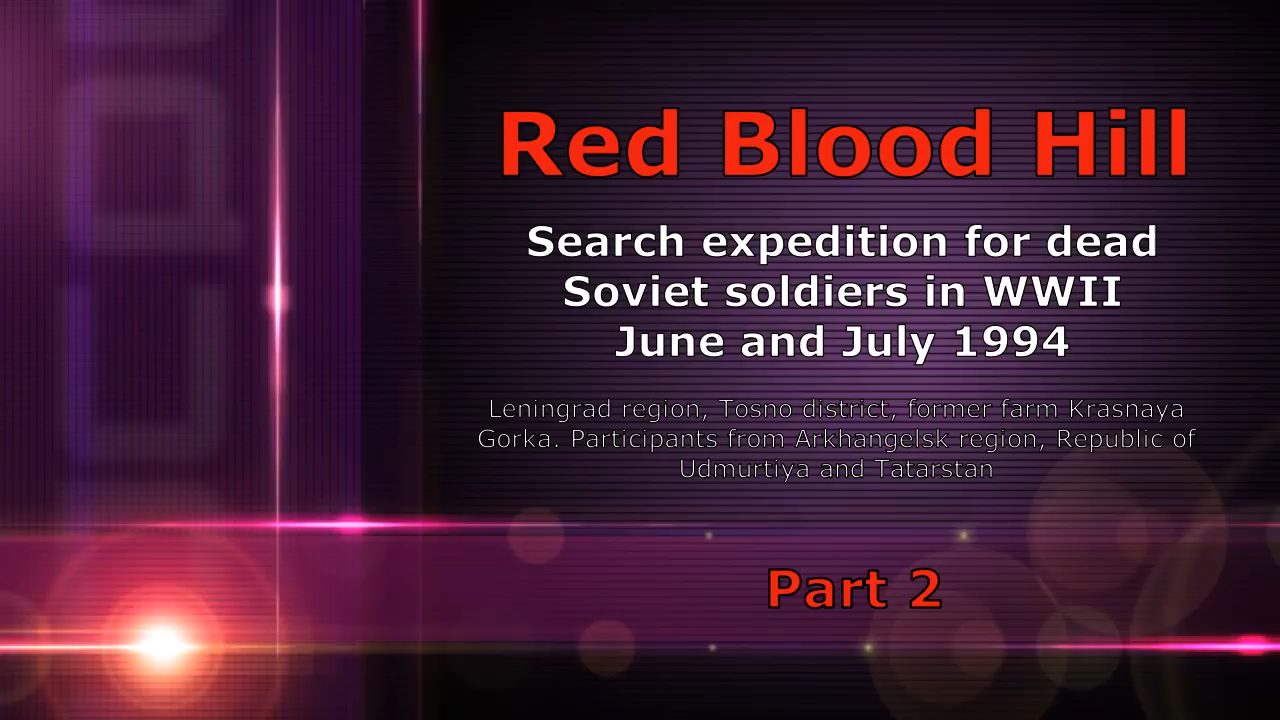 Red Blood Hill
Search expedition for dead
Soviet soldiers in WWII
June and July 1994
Leningrad region, Tosno district, former farm Krasnaya
Gorka. Participants from Arkhangelsk region, Republic of
Udmurtiya and Tatarstan
Part 2